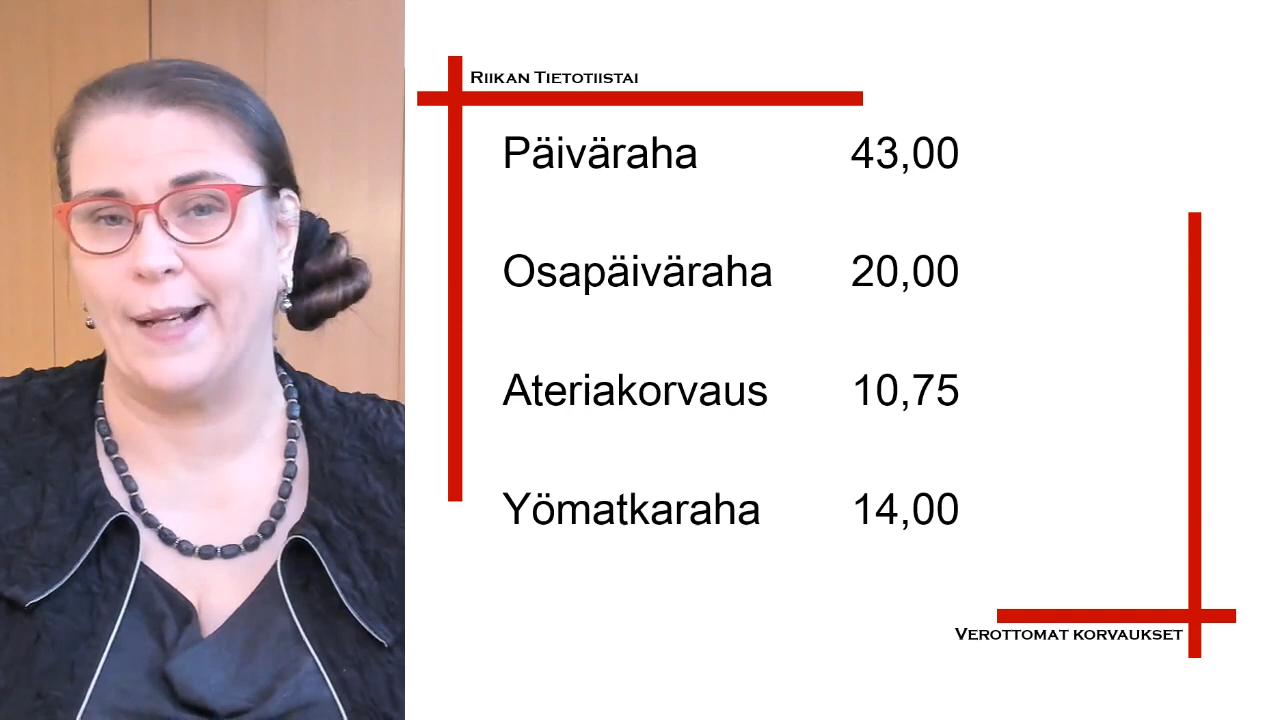 Riikan Tietotiistai
Päiväraha 43,00
Osapäiväraha 20,00
Ateriakorvaus 10,75
Yömatkaraha 14,00
Verottomat korvaukset